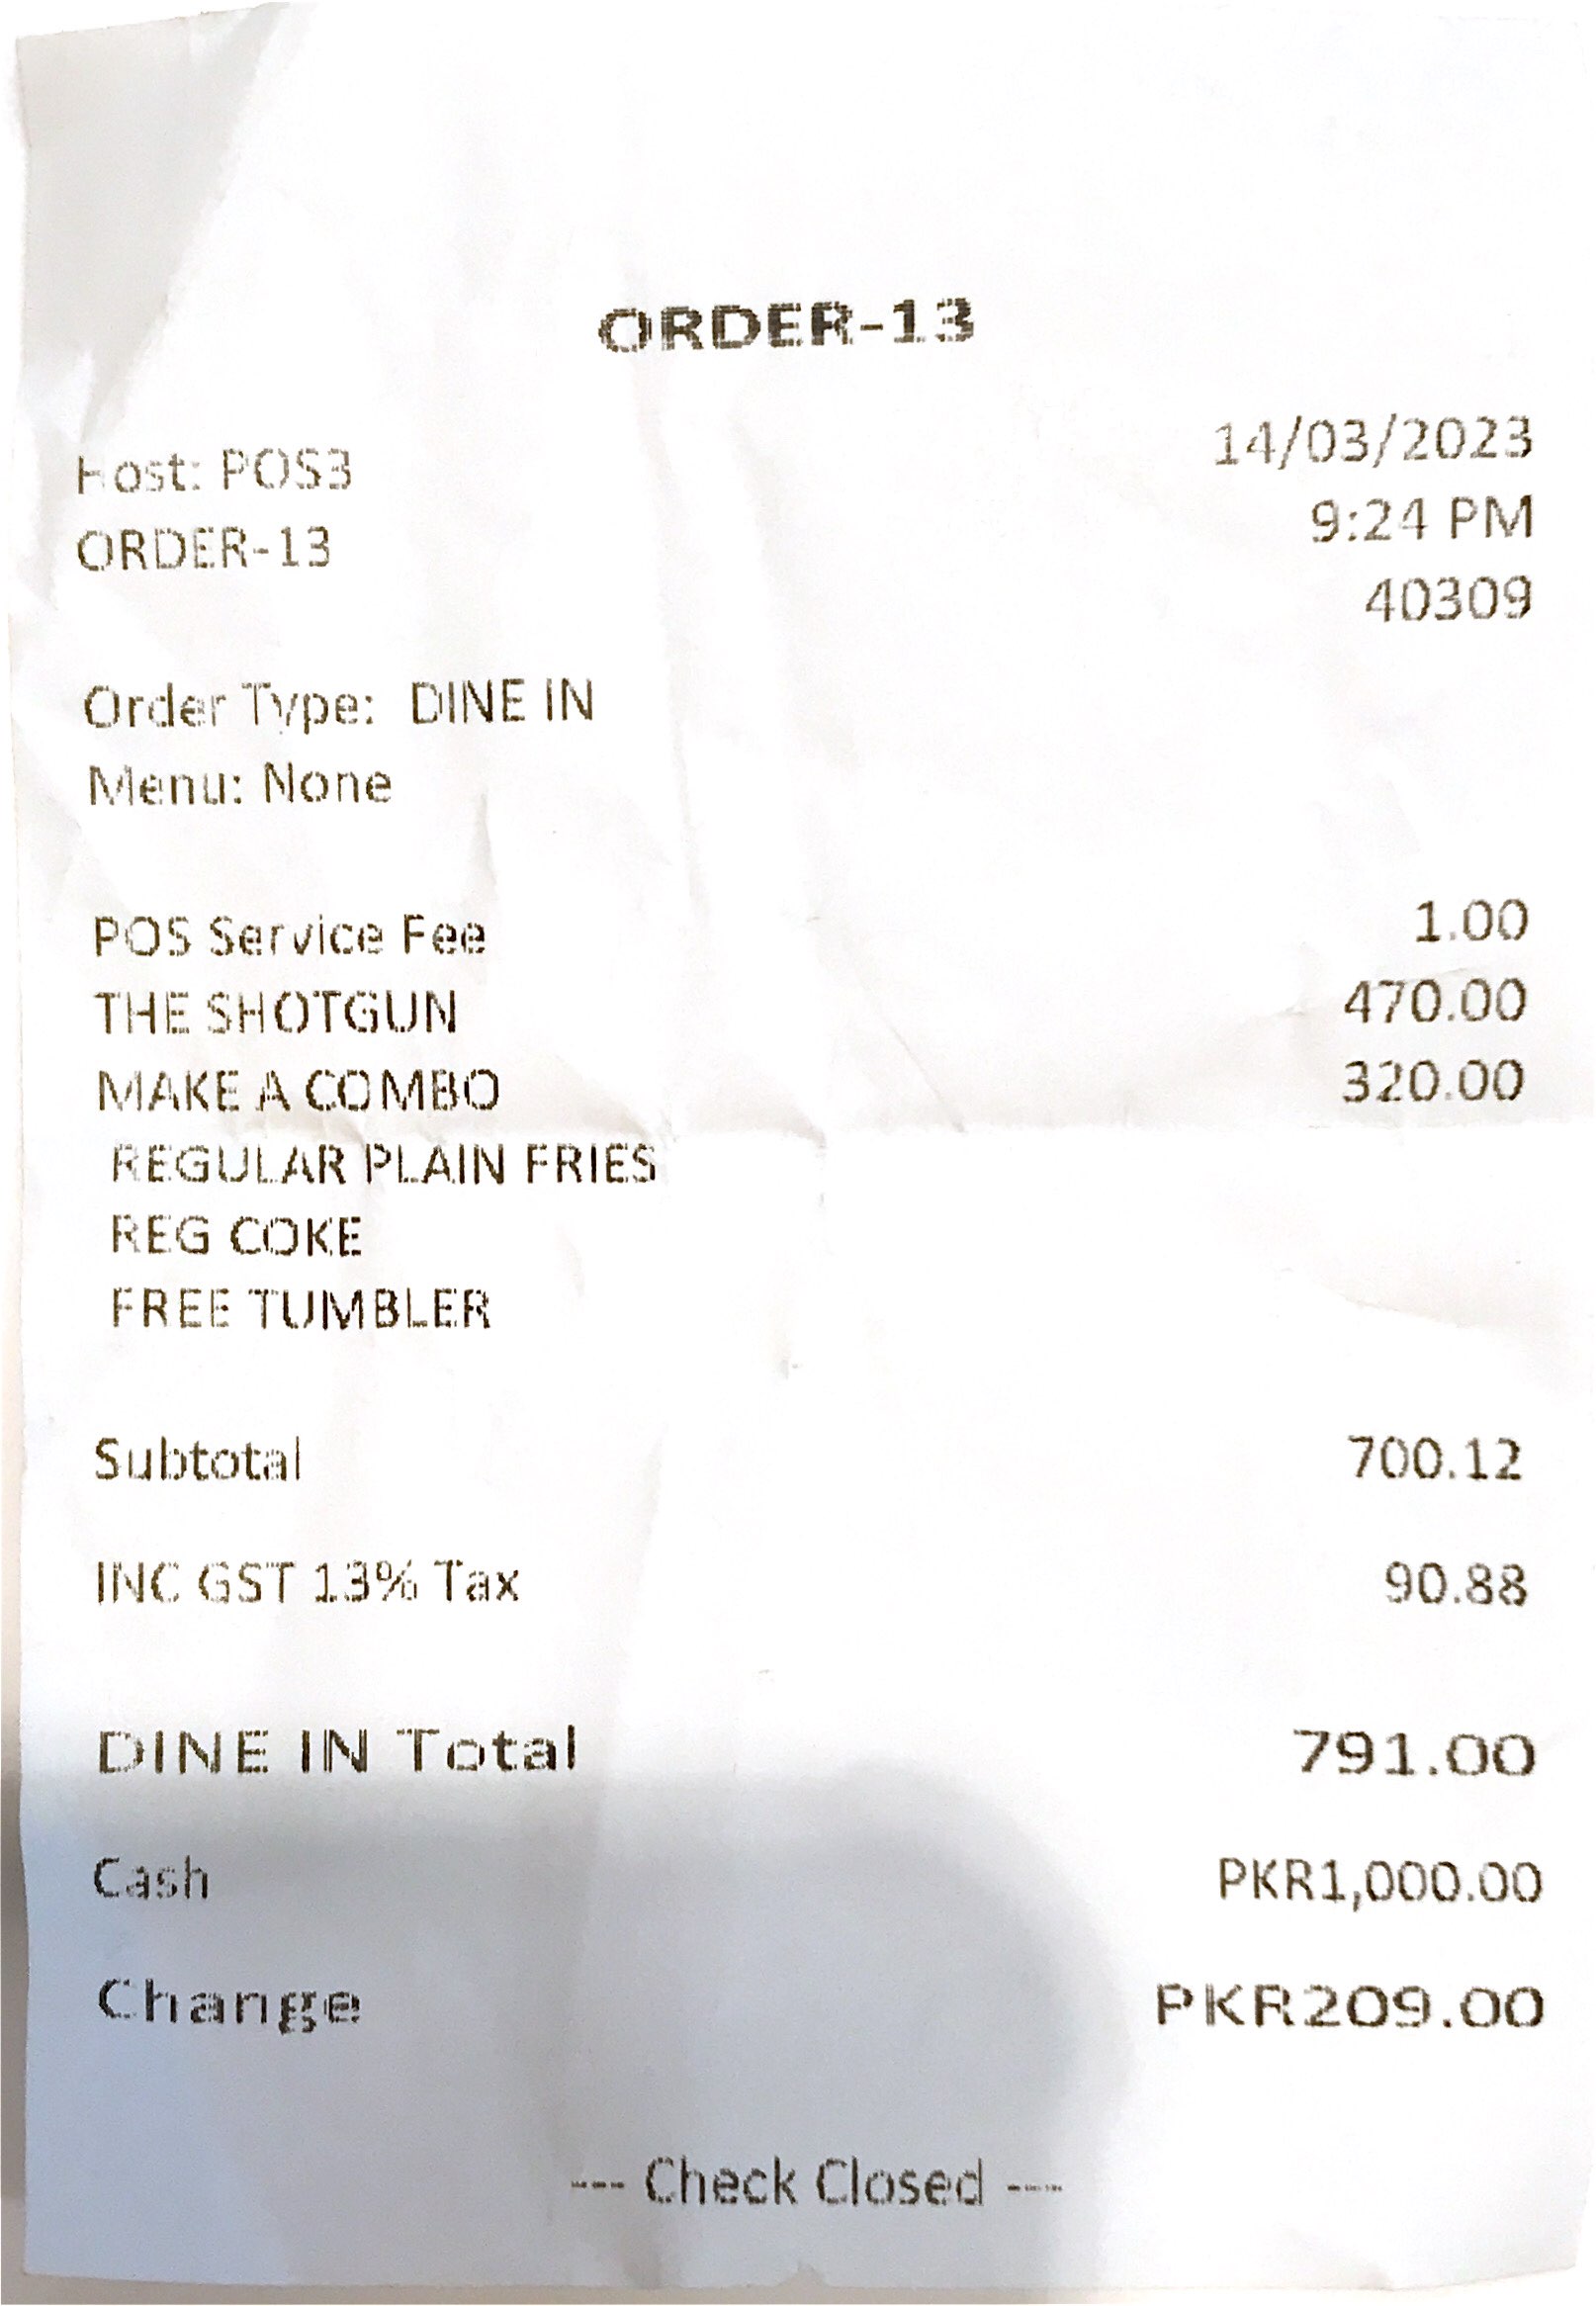 ORDER-13
Host: POS3 14/03/2023
ORDER-13 9:24 PM
40309
Order Type: DINE IN
Menu: None
POS Service Fee 1.00
THE SHOTGUN 470.00
MAKE A COMBO 320.00
REGULAR PLAIN FRIES
REG COKE
FREE TUMBLER
Subtotal 700.12
INC GST 13% Tax 90.88
DINE IN Total 791.00
Cash PKR1,000.00
Change PKR209.00
--- Check Closed ---